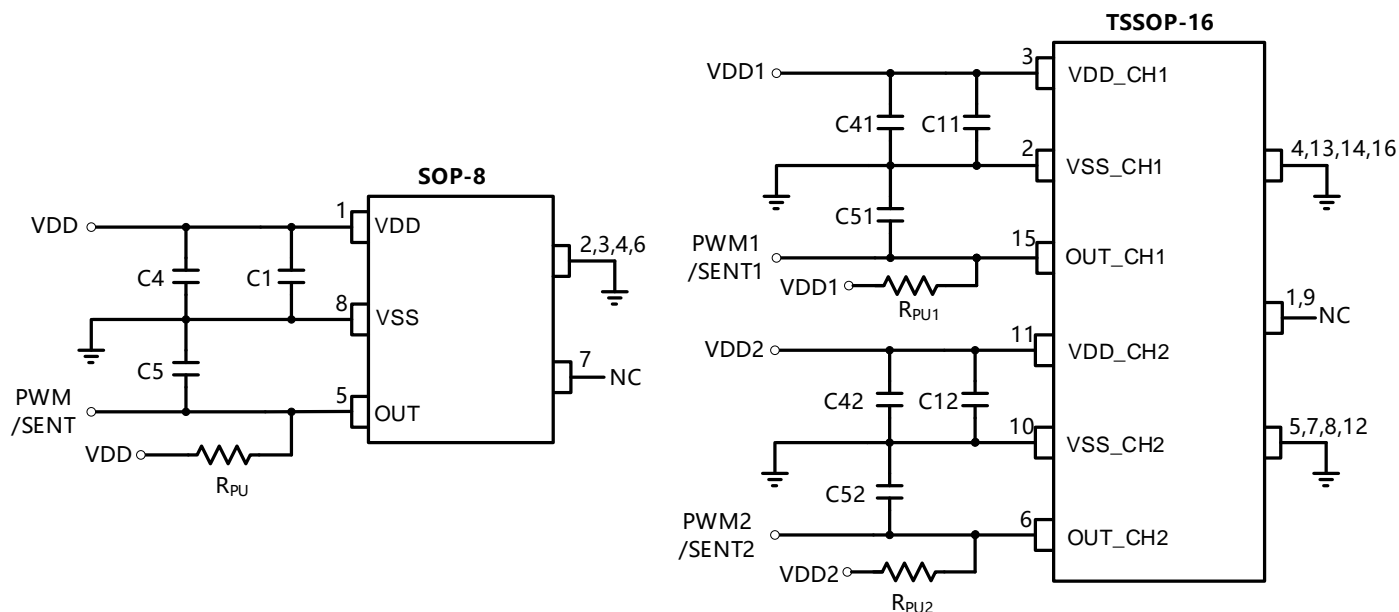 SOP-8
VDD
C4
C1
1
VDD
2,3,4,6
8
VSS
C5
7
NC
PWM
/SENT
5
OUT
VDD
RPU
TSSOP-16
VDD1
3
VDD_CH1
C41
C11
2
VSS_CH1
4,13,14,16
C51
PWM1
/SENT1
15
OUT_CH1
VDD1
RPU1
1,9
NC
VDD2
11
VDD_CH2
C42
C12
10
VSS_CH2
5,7,8,12
C52
PWM2
/SENT2
6
OUT_CH2
VDD2
RPU2